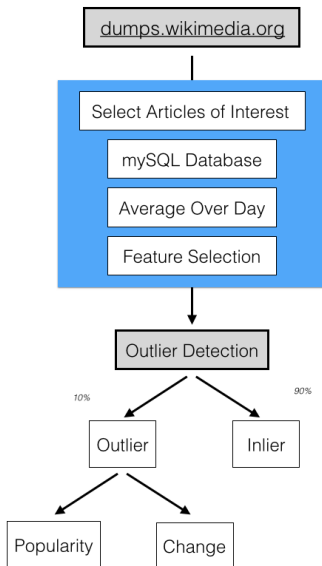 dumps.wikimedia.org
Select Articles of Interest
mySQL Database
Average Over Day
Feature Selection
Outlier Detection
10%
90%
Outlier
Inlier
Popularity
Change